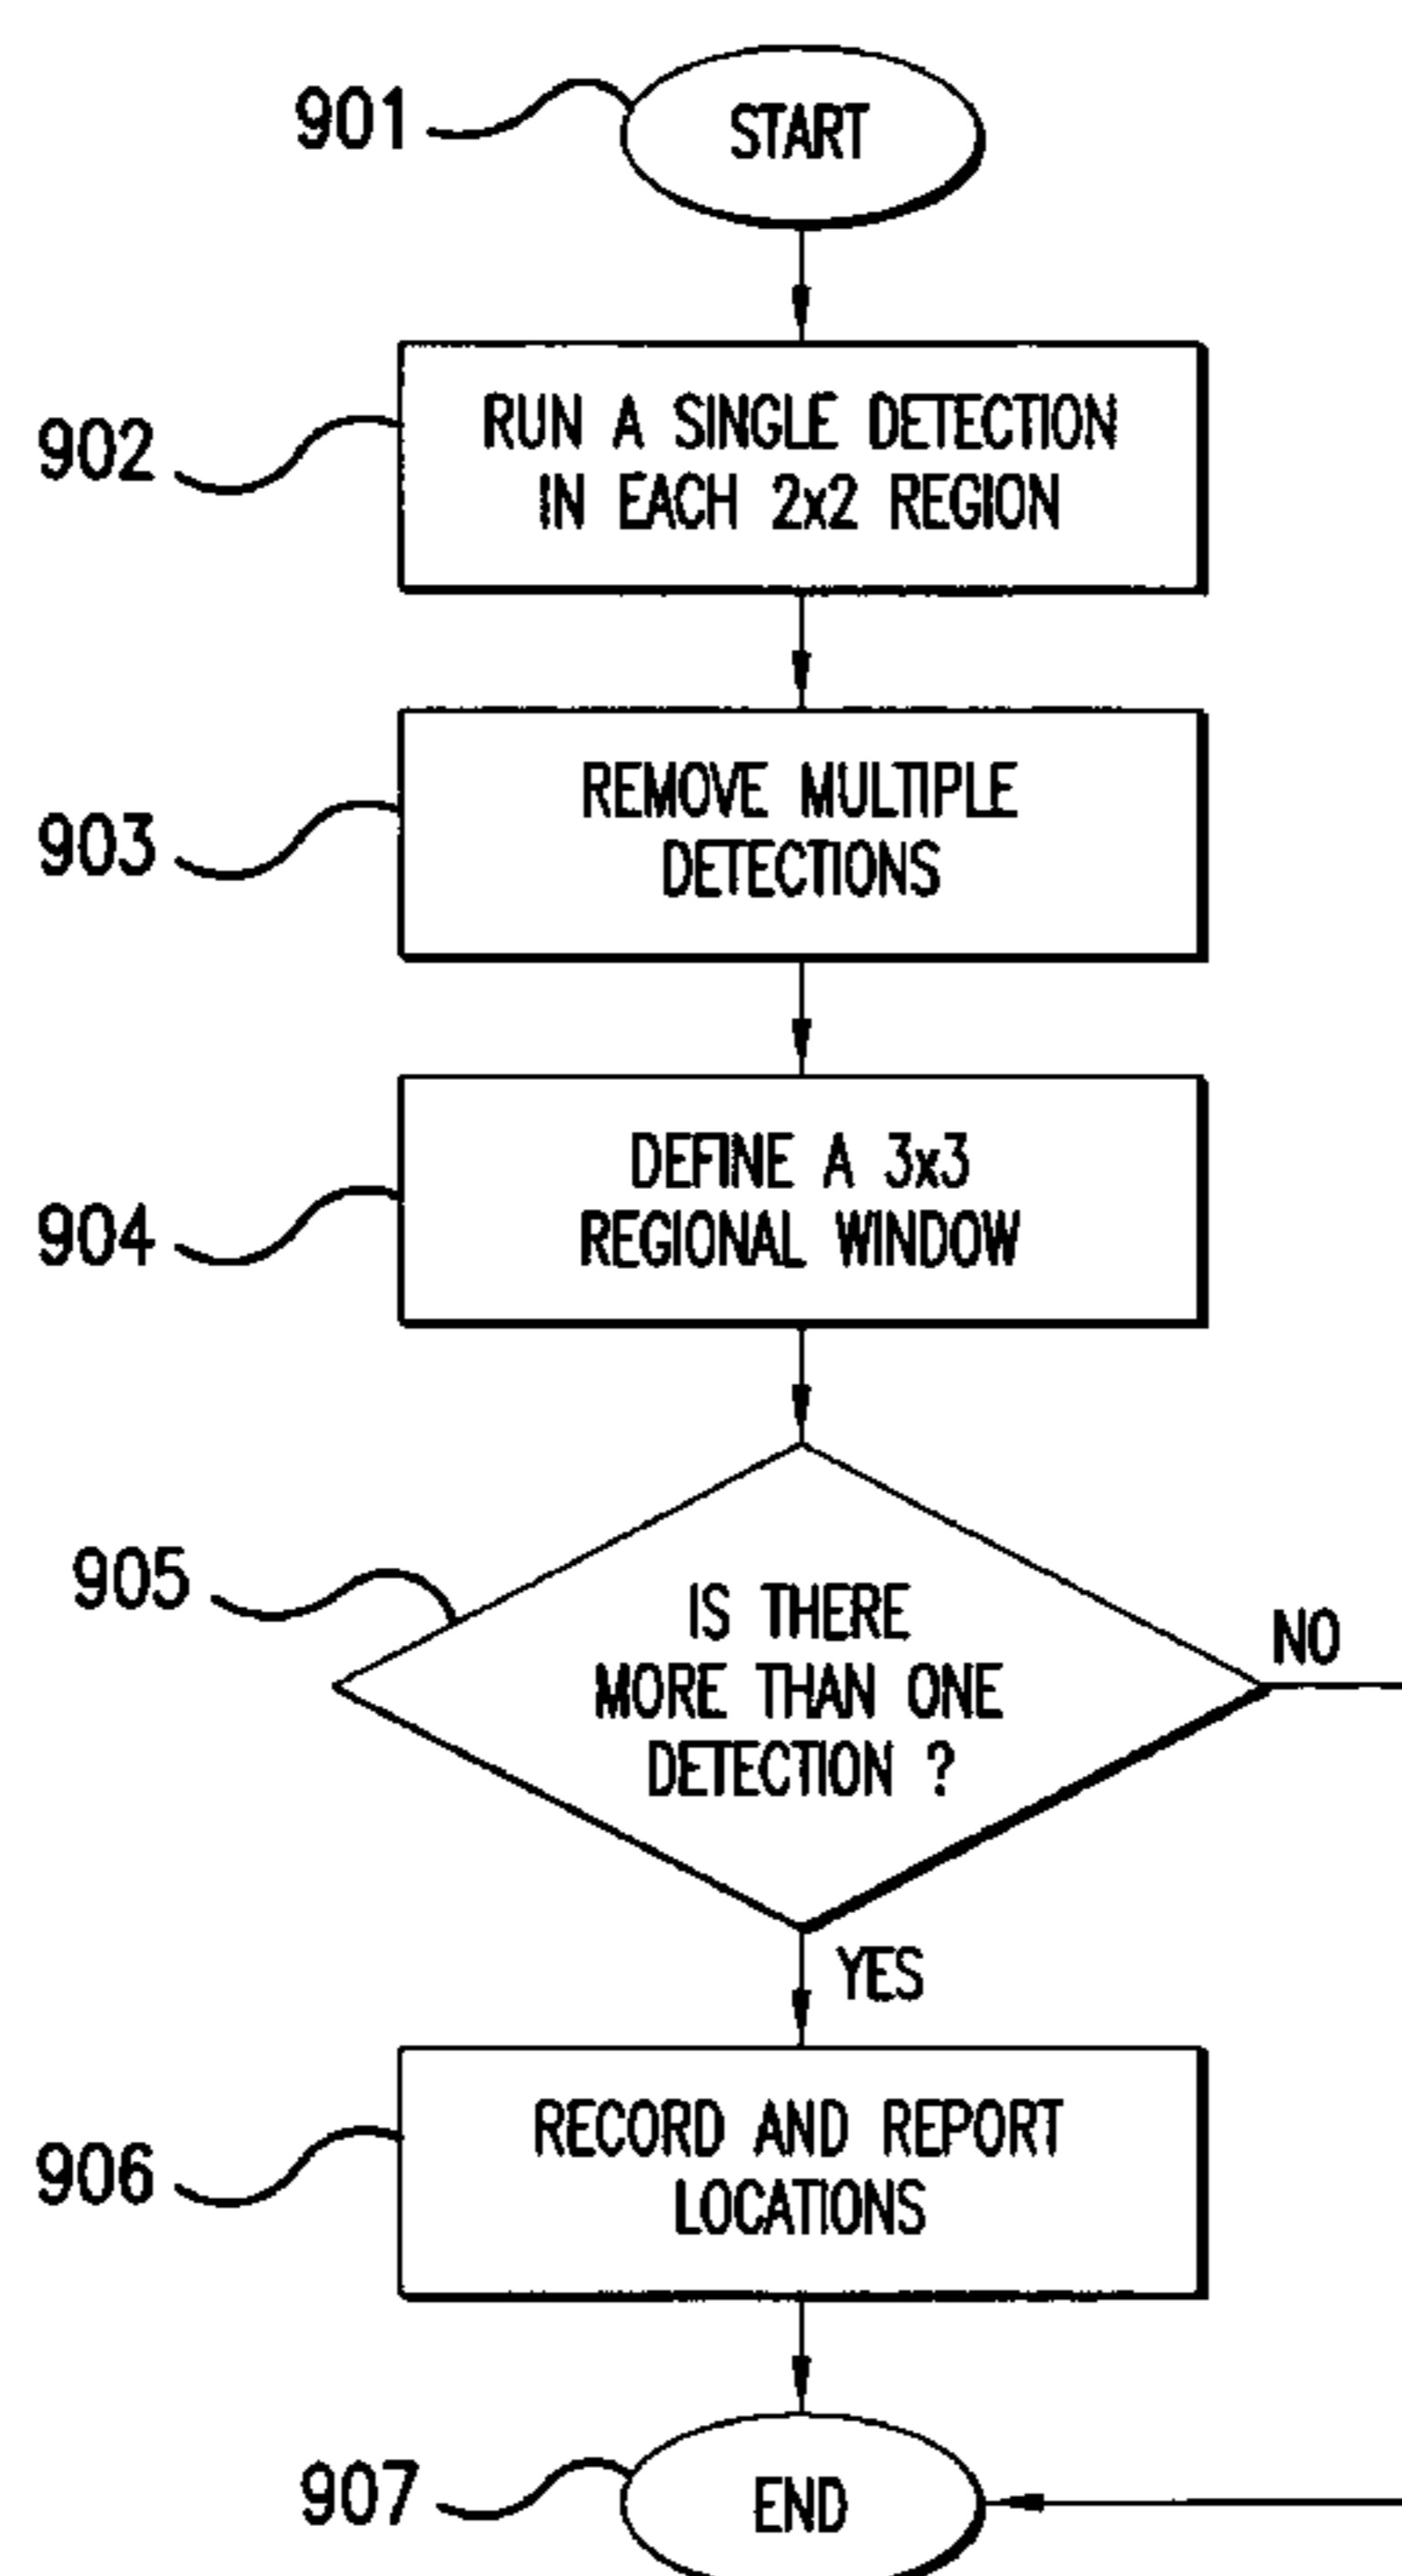 901
START
902
RUN A SINGLE DETECTION
IN EACH 2x2 REGION
903
REMOVE MULTIPLE
DETECTIONS
904
DEFINE A 3x3
REGIONAL WINDOW
905
IS THERE
MORE THAN ONE
DETECTION ?
NO
YES
906
RECORD AND REPORT
LOCATIONS
907
END